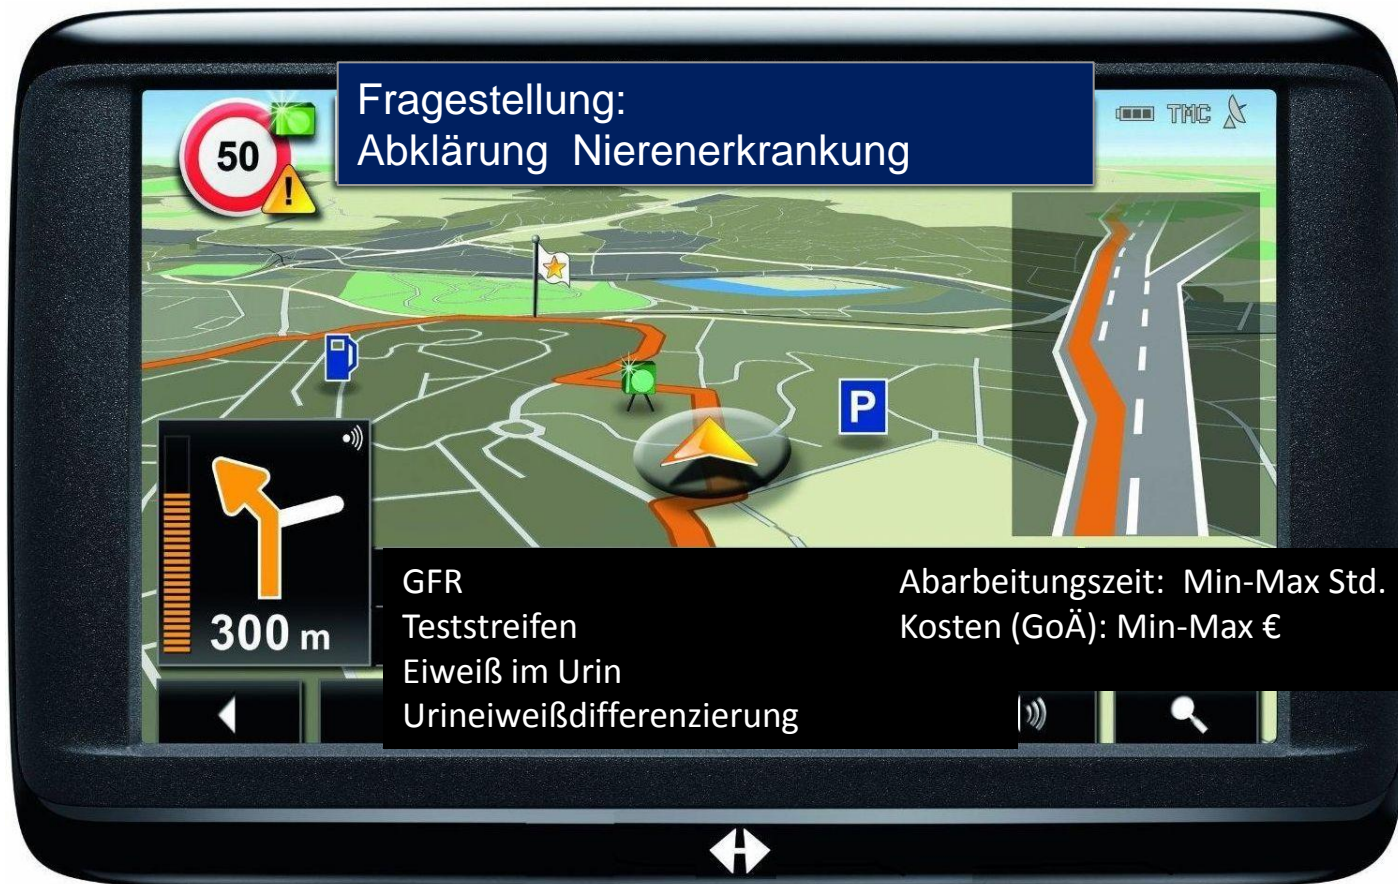 Fragestellung:
Abklärung Nierenerkrankung
50
!
TMC
P
300 m
GFR
Teststreifen
Eiweiß im Urin
Urineiweißdifferenzierung
Abarbeitungszeit: Min-Max Std.
Kosten (GoÄ): Min-Max €